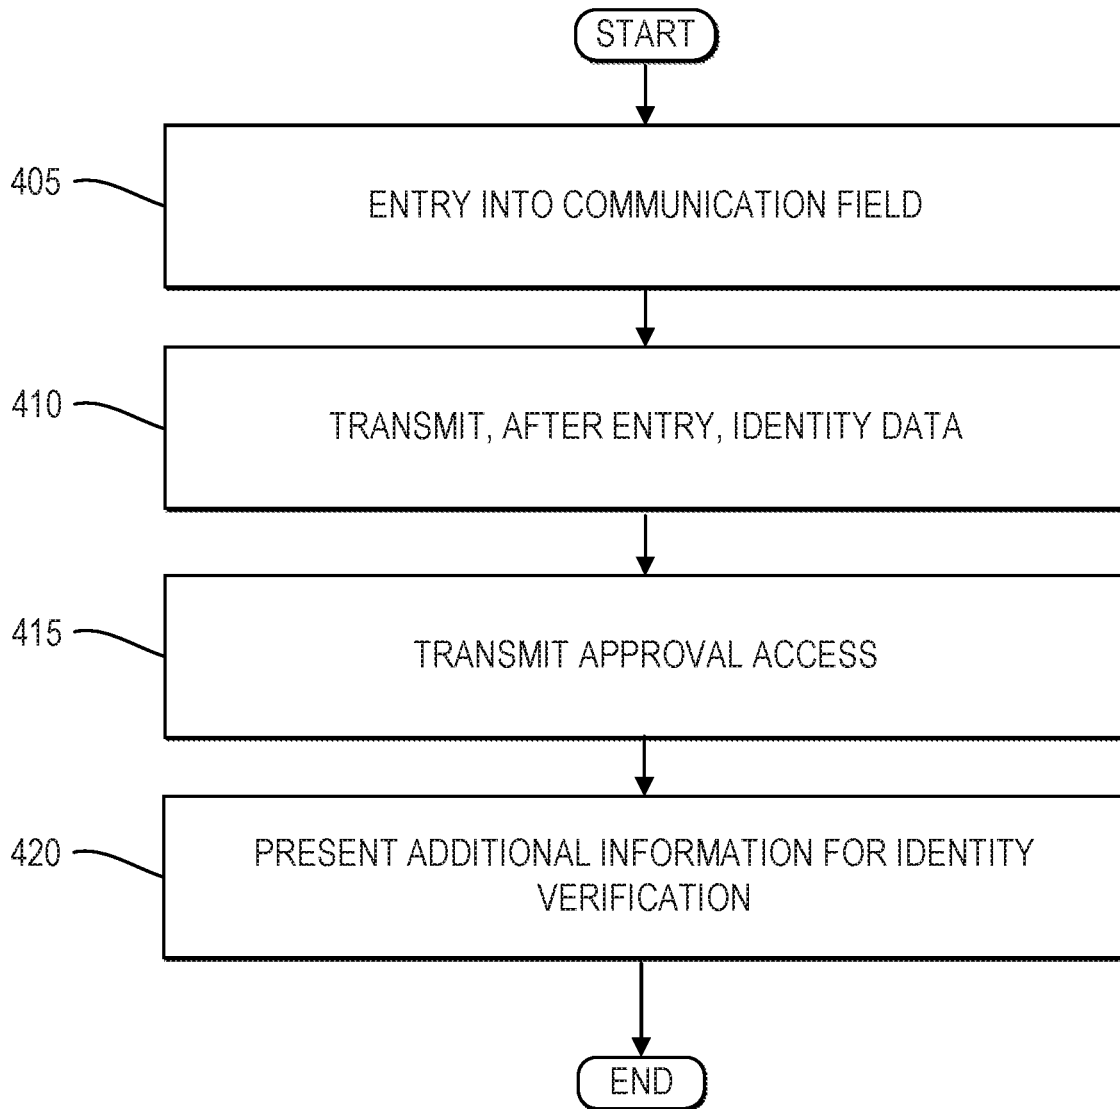 START
405
ENTRY INTO COMMUNICATION FIELD
410
TRANSMIT, AFTER ENTRY, IDENTITY DATA
415
TRANSMIT APPROVAL ACCESS
420
PRESENT ADDITIONAL INFORMATION FOR IDENTITY
VERIFICATION
END